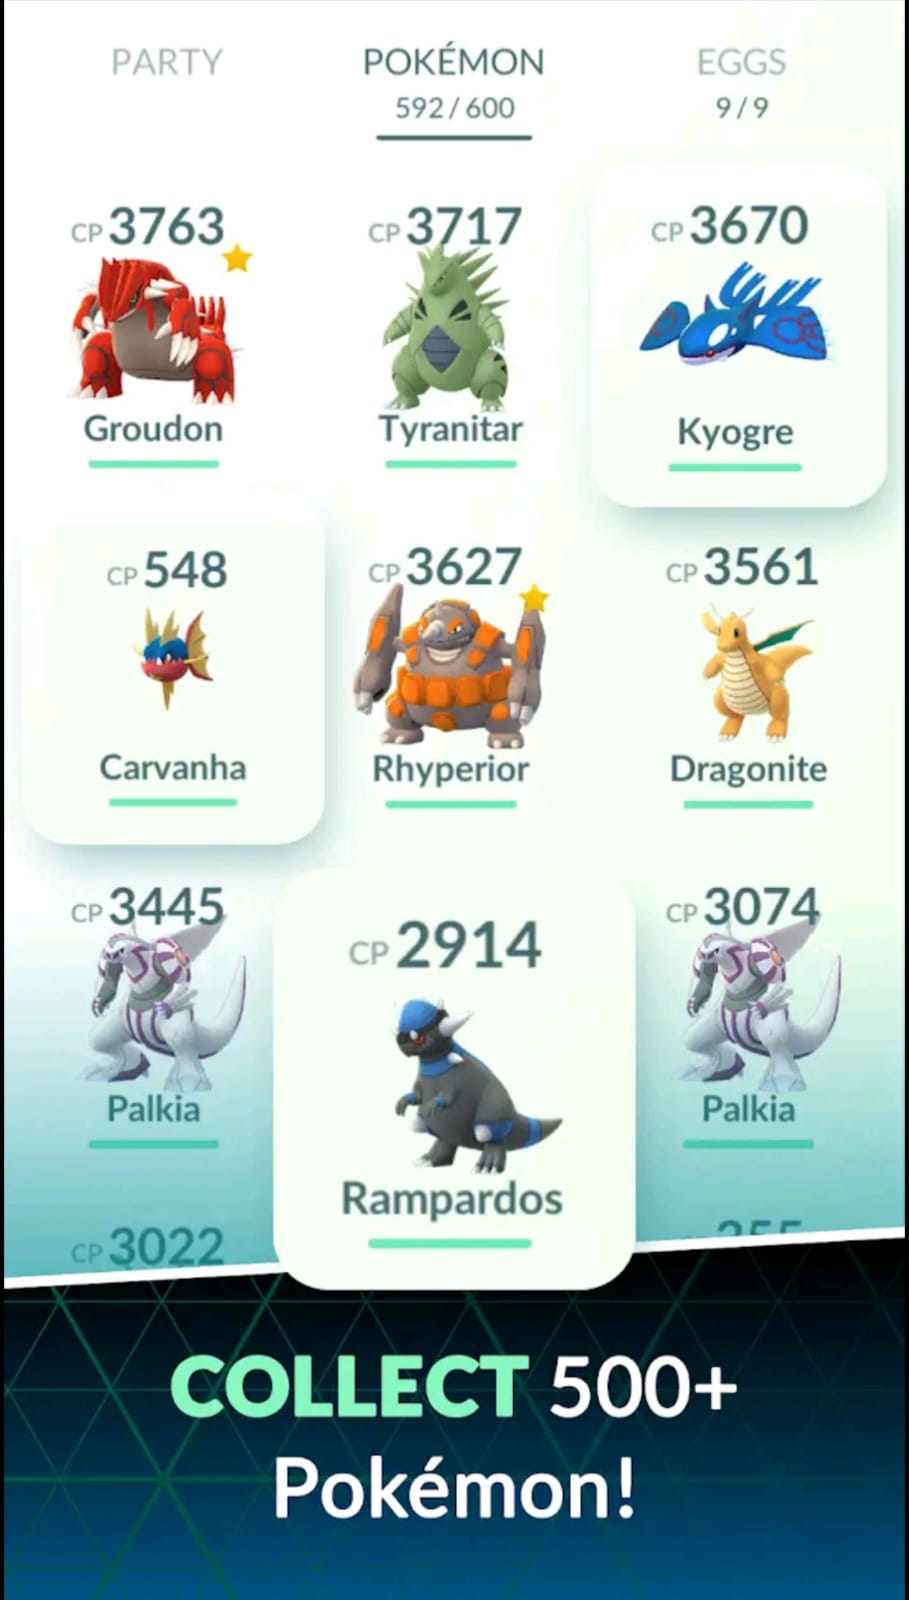 PARTY
POKÉMON
EGGS
592 / 600
9 / 9
CP 3763
CP 3717
CP 3670
Groudon
Tyranitar
Kyogre
CP 548
CP 3627
CP 3561
Carvanha
Rhyperior
Dragonite
CP 3445
CP 2914
CP 3074
Palkia
Rampardos
Palkia
CP 3022
COLLECT 500+
Pokémon!